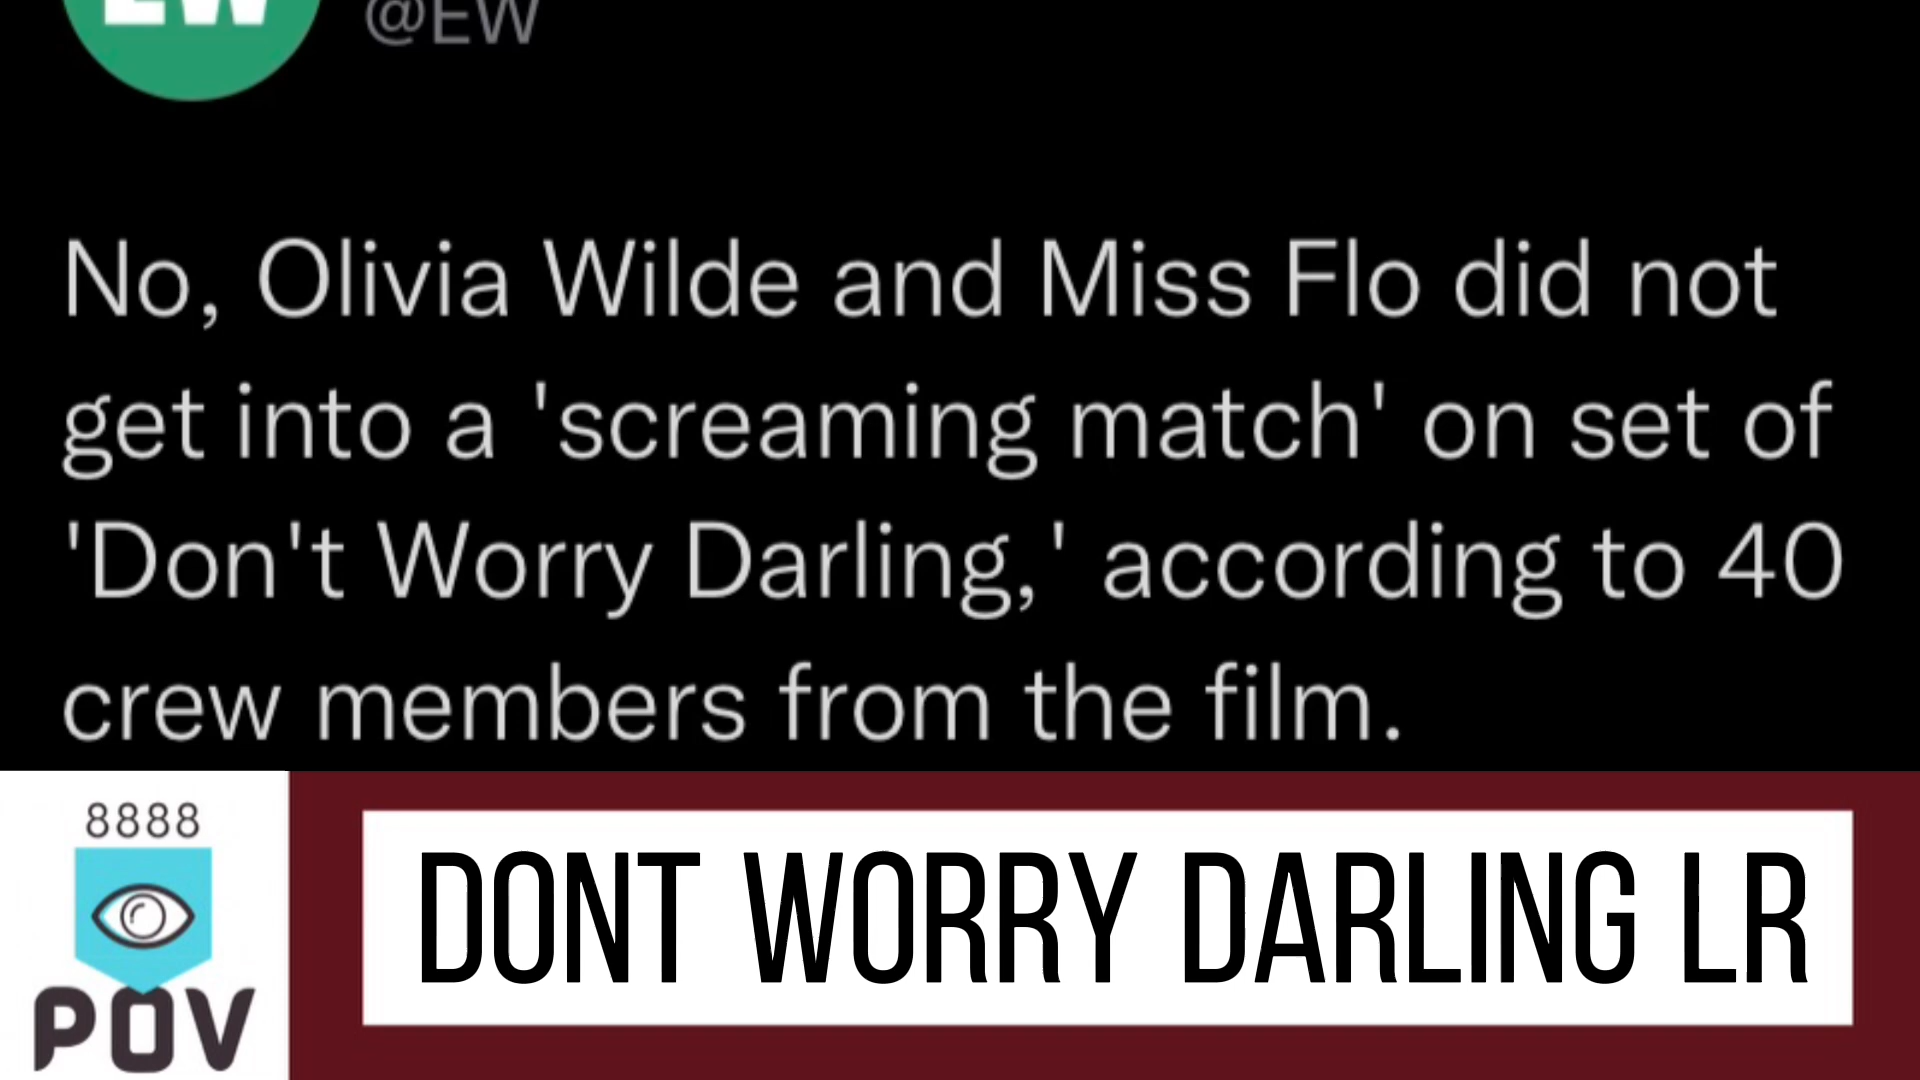 EW
@EW
No, Olivia Wilde and Miss Flo did not
get into a 'screaming match' on set of
'Don't Worry Darling,' according to 40
crew members from the film.
8888
POV
DONT WORRY DARLING LR